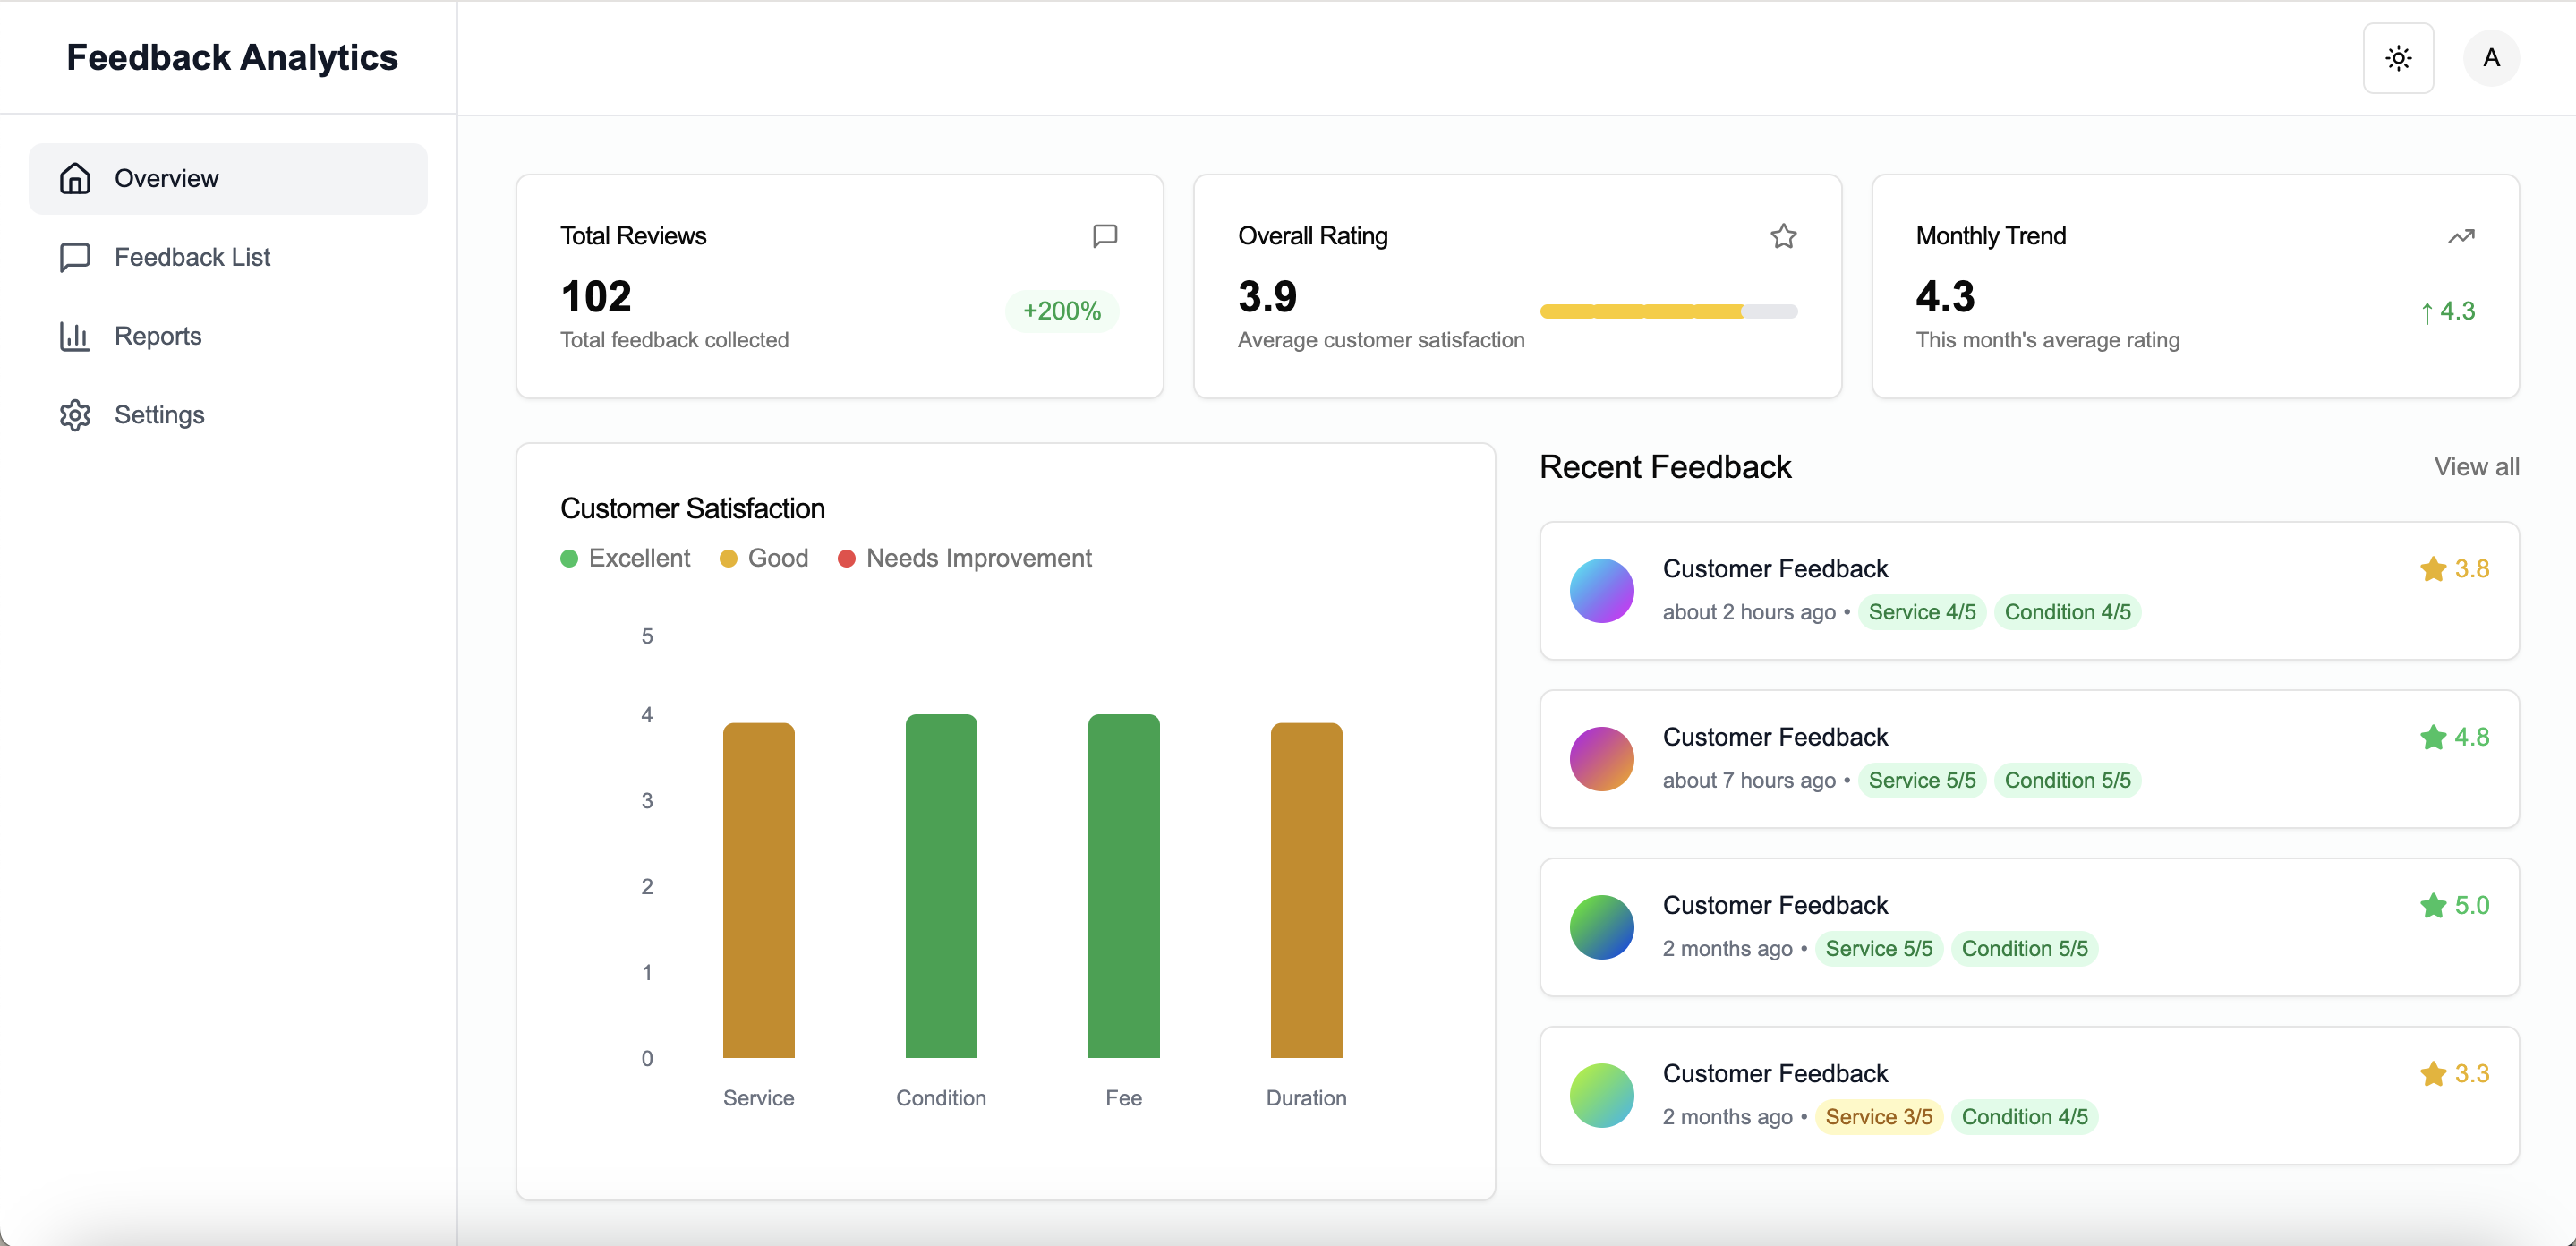 Feedback Analytics
A
Overview
Feedback List
Reports
Settings
Total Reviews
102
+200%
Total feedback collected
Overall Rating
3.9
Average customer satisfaction
Monthly Trend
4.3
↑ 4.3
This month's average rating
Customer Satisfaction
Excellent Good Needs Improvement
5
4
3
2
1
0
Service Condition Fee Duration
Recent Feedback
View all
Customer Feedback
3.8
about 2 hours ago • Service 4/5 Condition 4/5
Customer Feedback
4.8
about 7 hours ago • Service 5/5 Condition 5/5
Customer Feedback
5.0
2 months ago • Service 5/5 Condition 5/5
Customer Feedback
3.3
2 months ago • Service 3/5 Condition 4/5